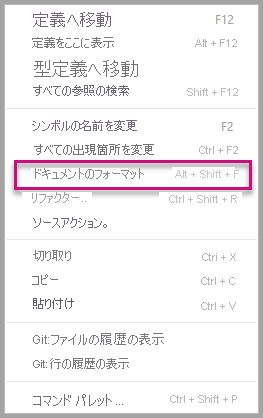 定義へ移動 F12
定義をここに表示 Alt + F12
型定義へ移動
すべての参照の検索 Shift + F12
シンボルの名前を変更 F2
すべての出現箇所を変更 Ctrl + F2
ドキュメントのフォーマット Alt + Shift + F
リファクター.. Ctrl + Shift + R
ソースアクション。
切り取り Ctri + X
コピー Ctrl + C
貼り付け Ctrl + V
Git:ファイルの履歴の表示
Git:行の履歴の表示
コマンド パレット... Ctrl + Shift + P